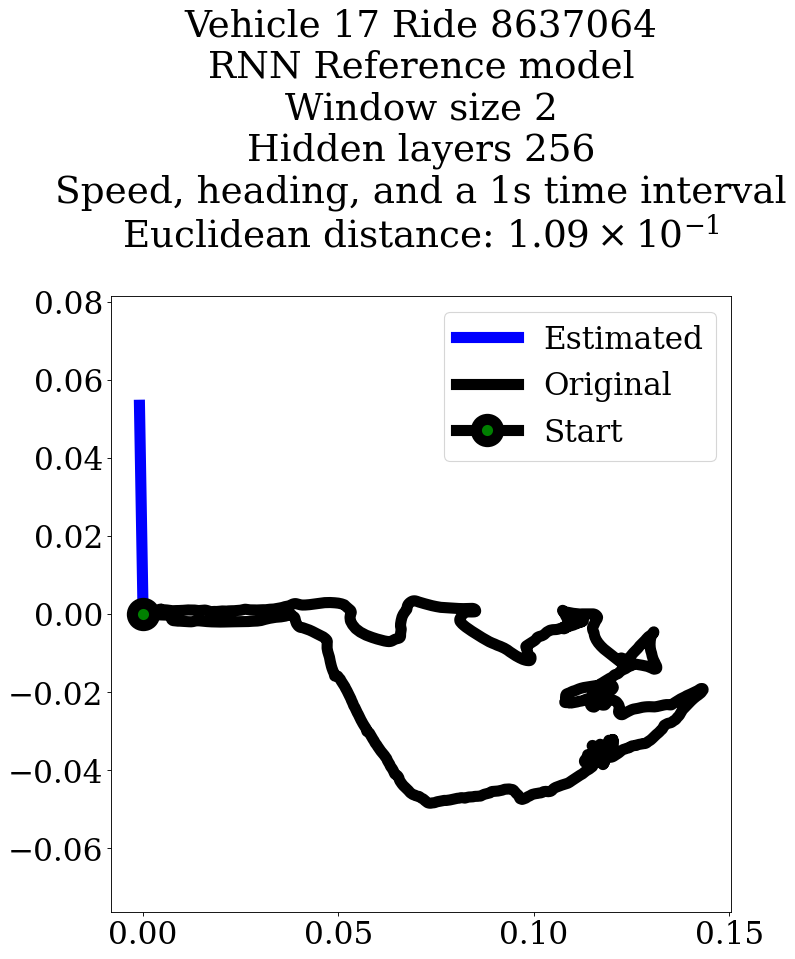 Vehicle 17 Ride 8637064
RNN Reference model
Window size 2
Hidden layers 256
Speed, heading, and a 1s time interval
Euclidean distance: 1.09 × 10⁻¹
0.08
0.06
0.04
0.02
0.00
−0.02
−0.04
−0.06
Estimated
Original
Start
0.00 0.05 0.10 0.15